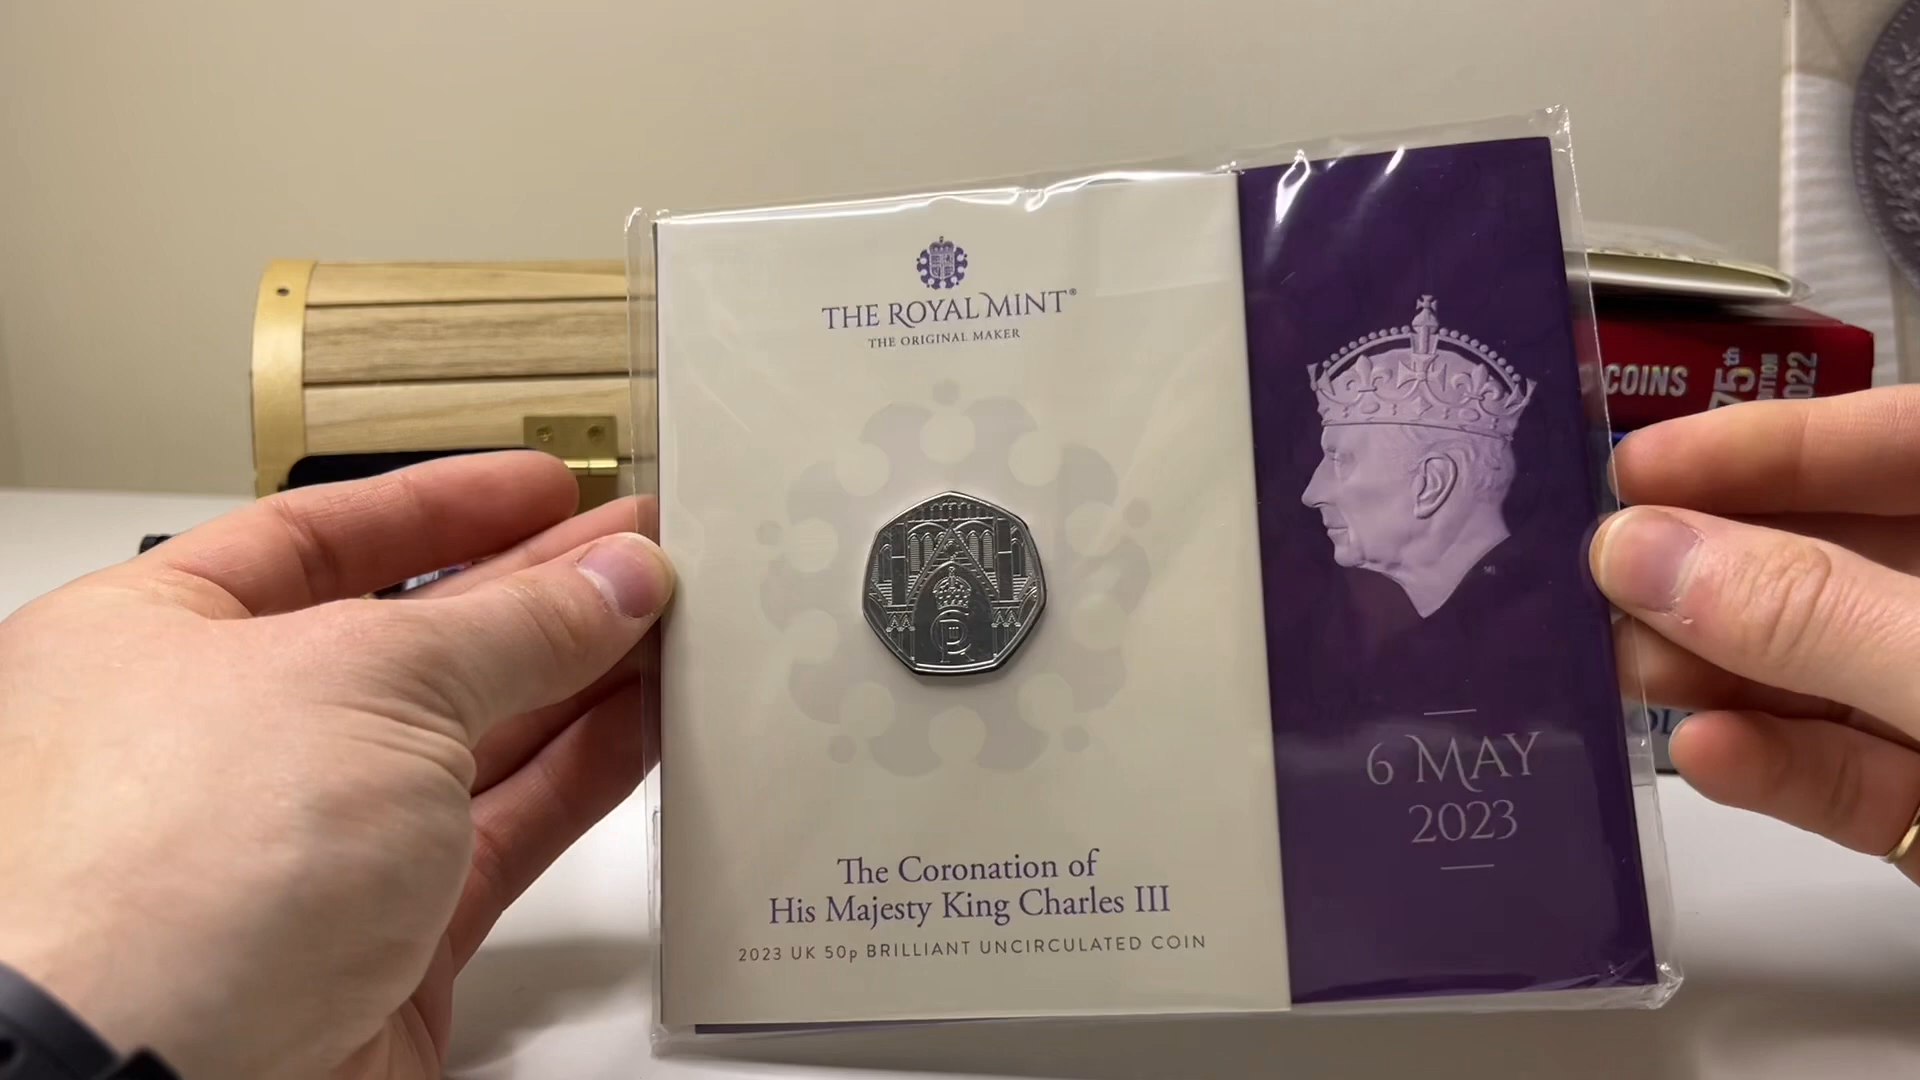 THE ROYAL MINT®
THE ORIGINAL MAKER
The Coronation of
His Majesty King Charles III
2023 UK 50p BRILLIANT UNCIRCULATED COIN
6 MAY
2023
COINS
75th
2022